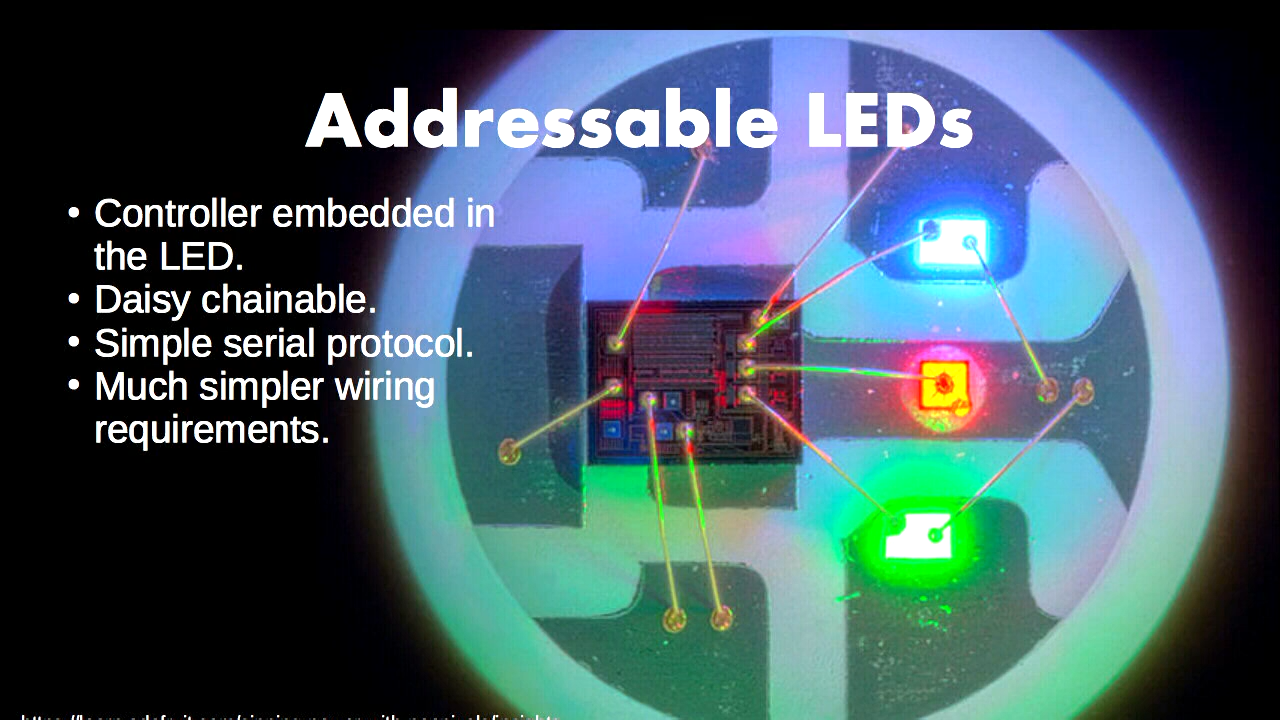 Addressable LEDs
• Controller embedded in
the LED.
• Daisy chainable.
• Simple serial protocol.
• Much simpler wiring
requirements.